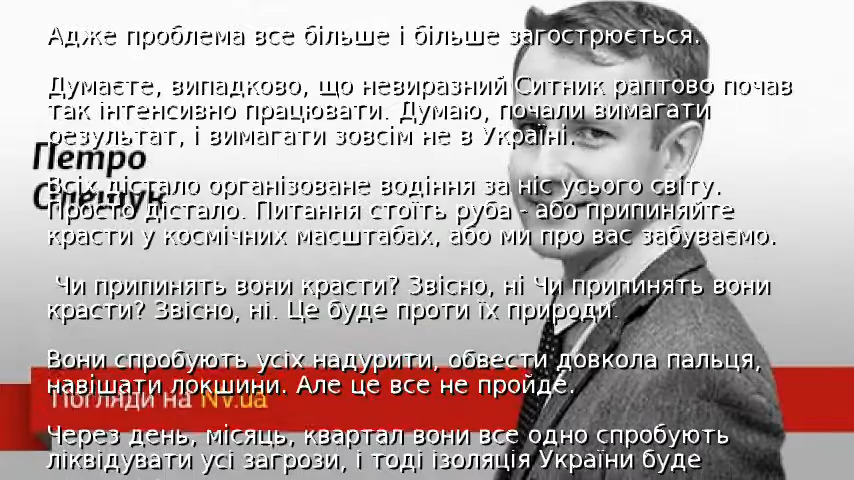 Адже проблема все більше і більше загострюється.
Думаєте, випадково, що невиразний Ситник раптово почав
так інтенсивно працювати. Думаю, почали вимагати
результат, і вимагати зовсім не в Україні.
Петро
Олещук
Всіх дістало організоване водіння за ніс усього світу.
Просто дістало. Питання стоїть руба - або припиняйте
красти у космічних масштабах, або ми про вас забуваємо.
Чи припинять вони красти? Звісно, ні Чи припинять вони
красти? Звісно, ні. Це буде проти їх природи.
Вони спробують усіх надурити, обвести довкола пальця,
навішати локшини. Але це все не пройде.
Погляди на Nv.ua
Через день, місяць, квартал вони все одно спробують
ліквідувати усі загрози, і тоді ізоляція України буде